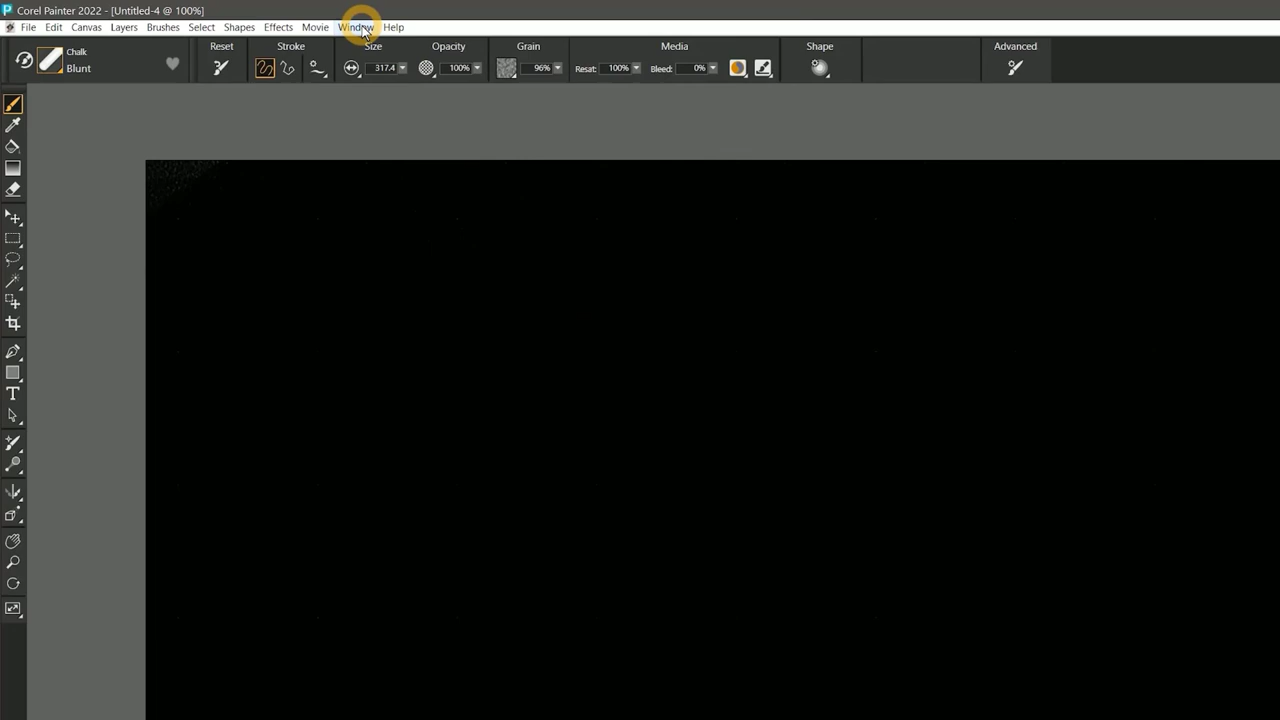 Corel Painter 2022 - [Untitled-4 @ 100%]
File Edit Canvas Layers Brushes Select Shapes Effects Movie Window Help
Chalk
Blunt
Reset Stroke Size Opacity Grain Media Shape Advanced
317.4 100% 96% Resat: 100% Bleed: 0%
T